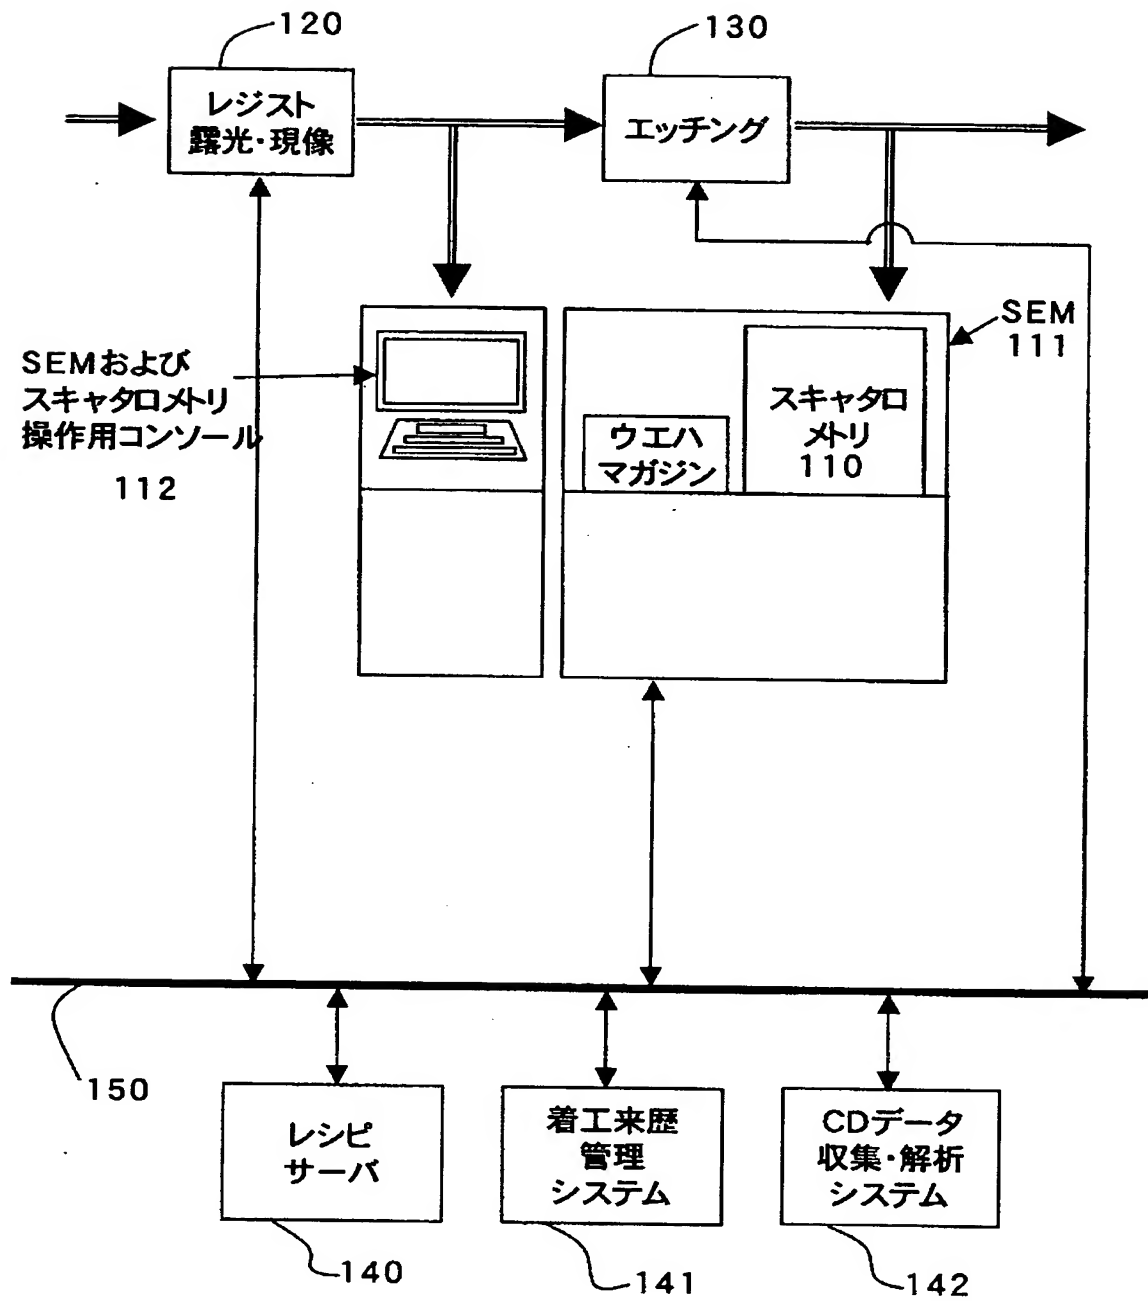 120
130
レジスト
露光・現像
エッチング
SEM
111
SEMおよび
スキャタロメトリ
操作用コンソール
112
ウエハ
マガジン
スキャタロ
メトリ
110
150
レシピ
サーバ
着工来歴
管理
システム
CDデータ
収集・解析
システム
140
141
142